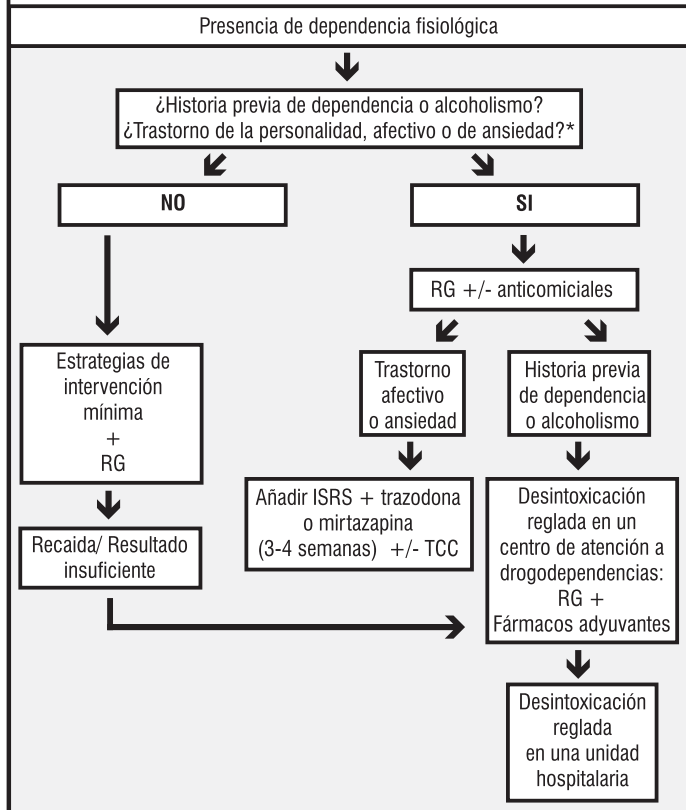 Presencia de dependencia fisiológica
¿Historia previa de dependencia o alcoholismo?
¿Trastorno de la personalidad, afectivo o de ansiedad?*
NO
SI
RG +/- anticomiciales
Estrategias de
intervención
mínima
+
RG
Trastorno
afectivo
o ansiedad
Historia previa
de dependencia
o alcoholismo
Recaida/ Resultado
insuficiente
Añadir ISRS + trazodona
o mirtazapina
(3-4 semanas) +/- TCC
Desintoxicación
reglada en un
centro de atención a
drogodependencias:
RG +
Fármacos adyuvantes
Desintoxicación
reglada
en una unidad
hospitalaria